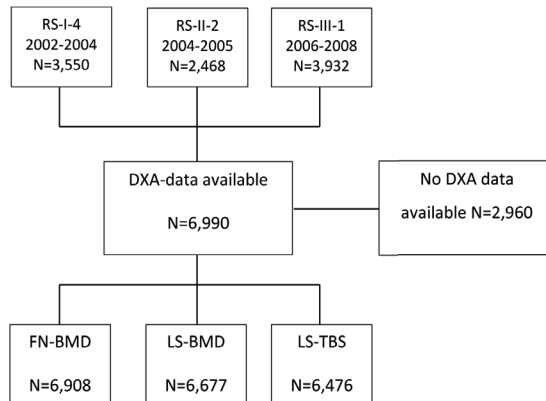 RS-I-4
2002-2004
N=3,550
RS-II-2
2004-2005
N=2,468
RS-III-1
2006-2008
N=3,932
DXA-data available
N=6,990
No DXA data
available N=2,960
FN-BMD
N=6,908
LS-BMD
N=6,677
LS-TBS
N=6,476